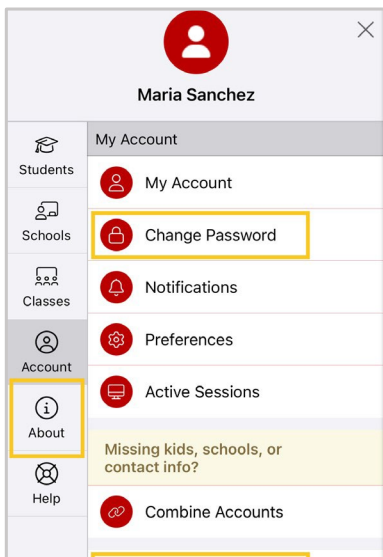 Maria Sanchez
Students
Schools
Classes
Account
About
Help
My Account
My Account
Change Password
Notifications
Preferences
Active Sessions
Missing kids, schools, or
contact info?
Combine Accounts